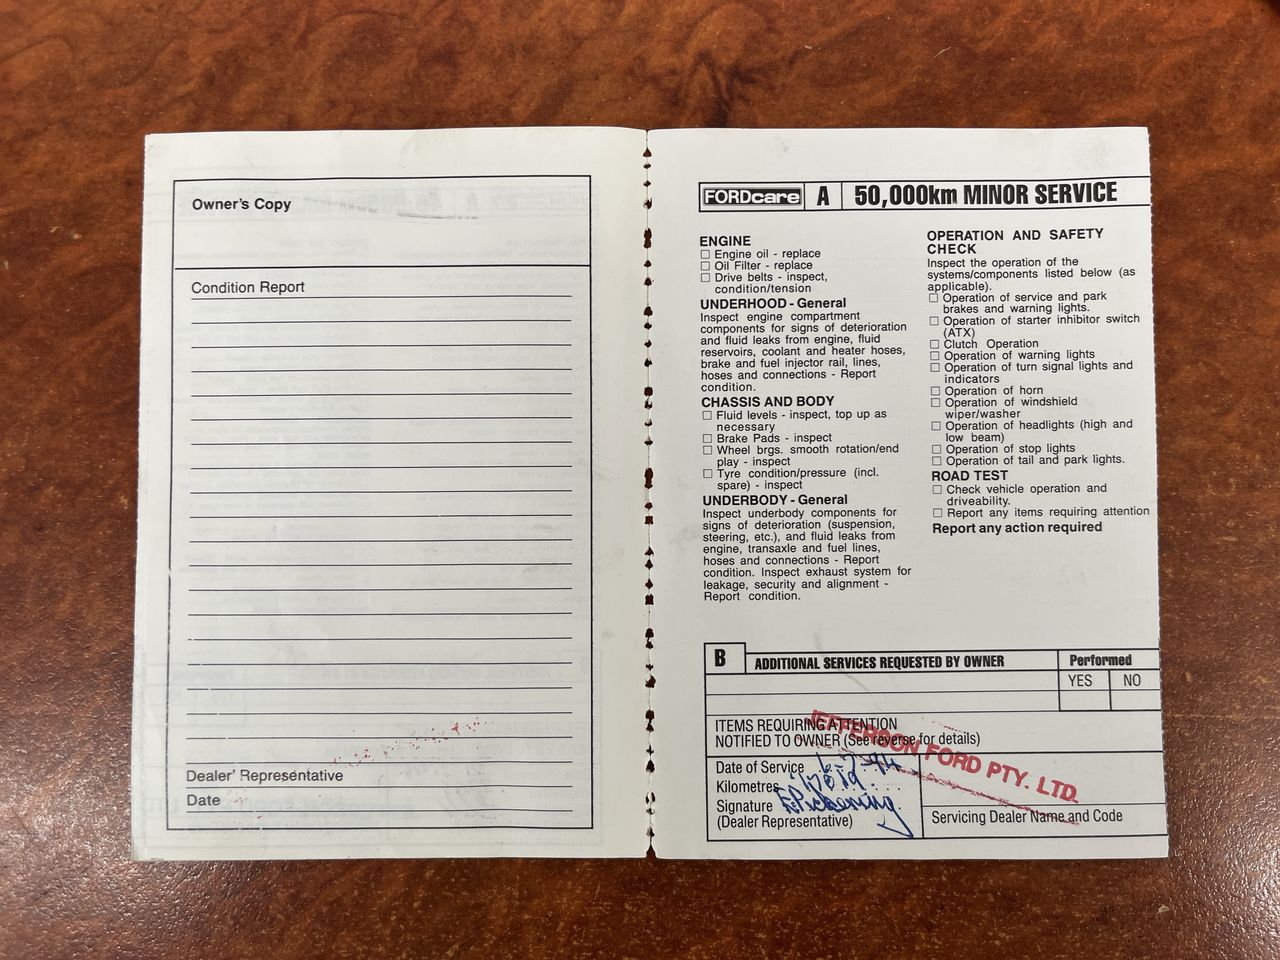 Owner's Copy
Condition Report
Dealer' Representative
Date
FORDcare A 50,000km MINOR SERVICE
ENGINE
Engine oil - replace
Oil Filter - replace
Drive belts - inspect,
condition/tension
UNDERHOOD - General
Inspect engine compartment
components for signs of deterioration
and fluid leaks from engine, fluid
reservoirs, coolant and heater hoses,
brake and fuel injector rail, lines,
hoses and connections - Report
condition.
CHASSIS AND BODY
Fluid levels - inspect, top up as
necessary
Brake Pads - inspect
Wheel brgs. smooth rotation/end
play - inspect
Tyre condition/pressure (incl.
spare) - inspect
UNDERBODY - General
Inspect underbody components for
signs of deterioration (suspension,
steering, etc.), and fluid leaks from
engine, transaxle and fuel lines,
hoses and connections - Report
condition. Inspect exhaust system for
leakage, security and alignment -
Report condition.
OPERATION AND SAFETY
CHECK
Inspect the operation of the
systems/components listed below (as
applicable).
Operation of service and park
brakes and warning lights.
Operation of starter inhibitor switch
(ATX)
Clutch Operation
Operation of warning lights
Operation of turn signal lights and
indicators
Operation of horn
Operation of windshield
wiper/washer
Operation of headlights (high and
low beam)
Operation of stop lights
Operation of tail and park lights.
ROAD TEST
Check vehicle operation and
driveability.
Report any items requiring attention
Report any action required
B ADDITIONAL SERVICES REQUESTED BY OWNER Performed
YES NO
ITEMS REQUIRING ATTENTION
NOTIFIED TO OWNER (See reverse for details)
JEFFERSON FORD PTY. LTD.
Date of Service
Kilometres
Signature
(Dealer Representative)
Servicing Dealer Name and Code